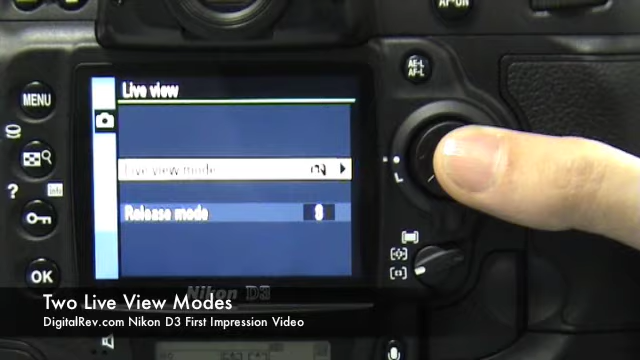 AF-ON
Live view
AE-L
AF-L
MENU
Live view mode
?
info
L
Release mode
S
OK
Nikon D3
Two Live View Modes
DigitalRev.com Nikon D3 First Impression Video